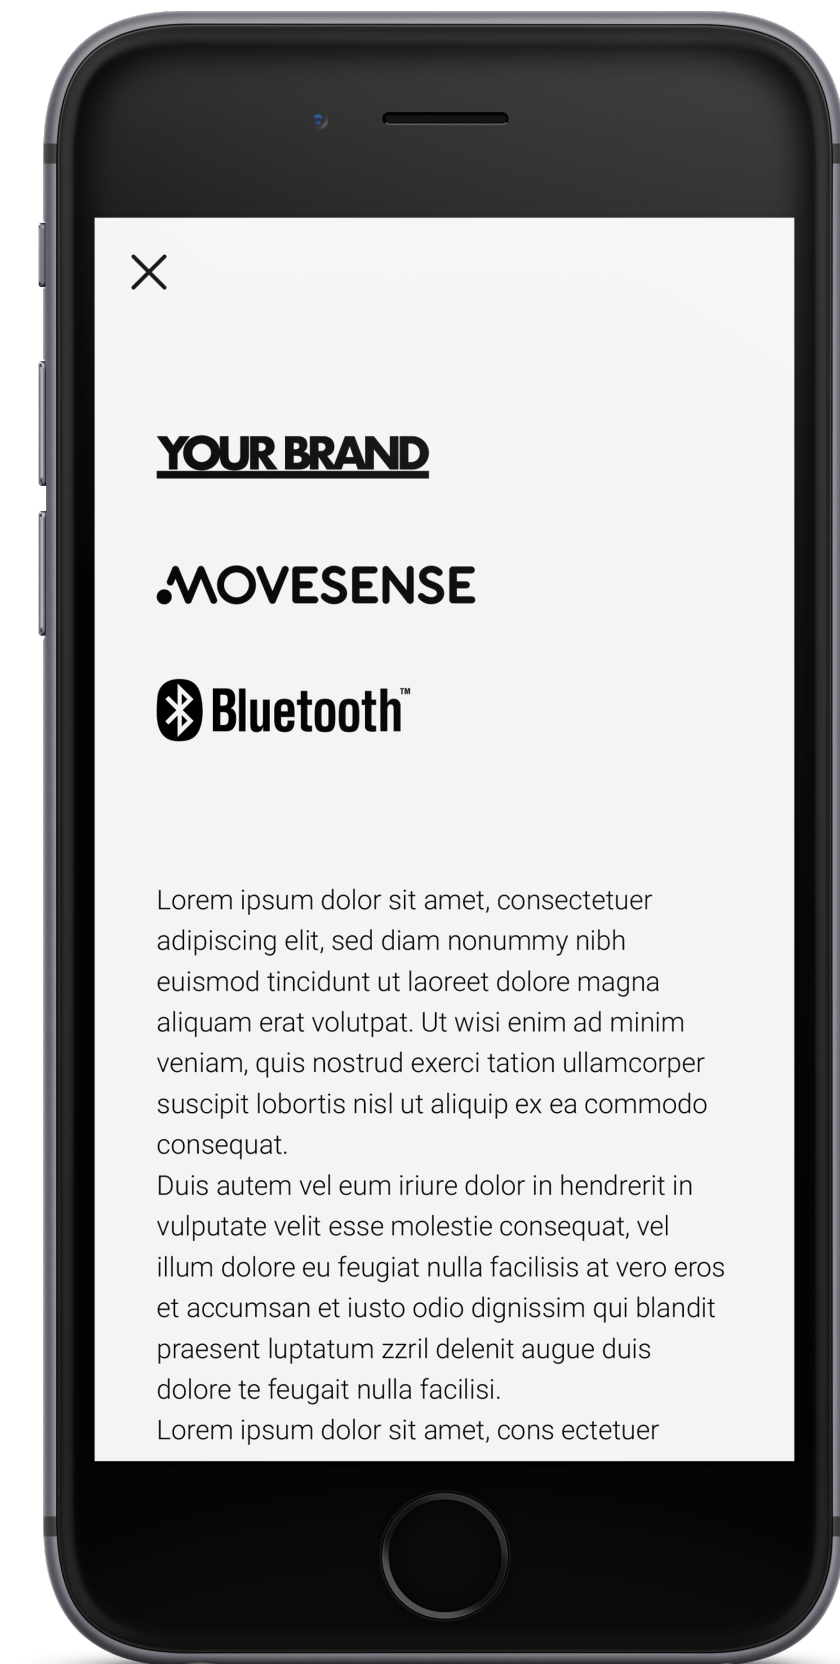 YOUR BRAND
MOVESENSE
Bluetooth™
Lorem ipsum dolor sit amet, consectetuer
adipiscing elit, sed diam nonummy nibh
euismod tincidunt ut laoreet dolore magna
aliquam erat volutpat. Ut wisi enim ad minim
veniam, quis nostrud exerci tation ullamcorper
suscipit lobortis nisl ut aliquip ex ea commodo
consequat.
Duis autem vel eum iriure dolor in hendrerit in
vulputate velit esse molestie consequat, vel
illum dolore eu feugiat nulla facilisis at vero eros
et accumsan et iusto odio dignissim qui blandit
praesent luptatum zzril delenit augue duis
dolore te feugait nulla facilisi.
Lorem ipsum dolor sit amet, cons ectetuer